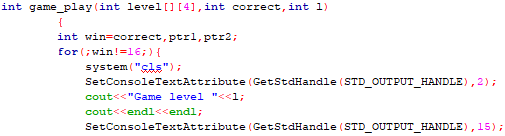 int game_play(int level[][4],int correct,int l)
{
int win=correct,ptr1,ptr2;
for(;win!=16;){
system("cls");
SetConsoleTextAttribute(GetStdHandle(STD_OUTPUT_HANDLE),2);
cout<<"Game level "<<l;
cout<<endl<<endl;
SetConsoleTextAttribute(GetStdHandle(STD_OUTPUT_HANDLE),15);